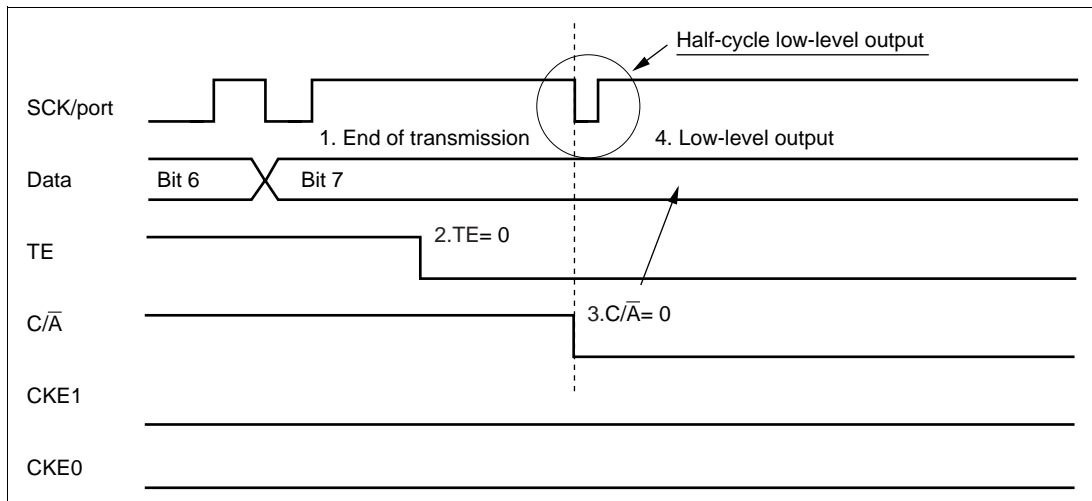 Half-cycle low-level output
SCK/port
1. End of transmission
4. Low-level output
Data
Bit 6
Bit 7
TE
2.TE= 0
C/A̅
3.C/A̅= 0
CKE1
CKE0